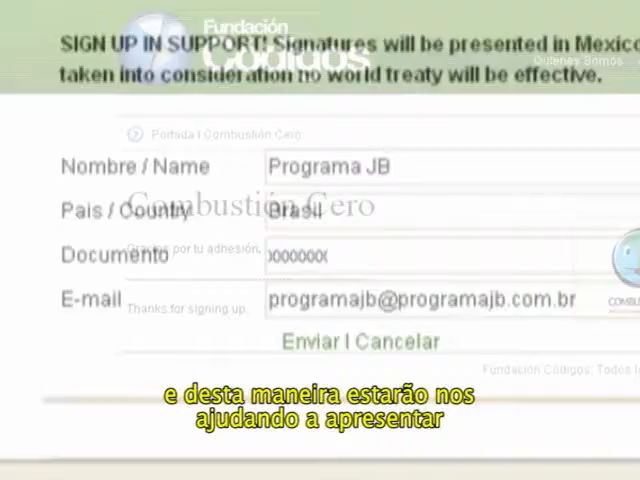 Fundación
Códigos
SIGN UP IN SUPPORT! Signatures will be presented in Mexico
Quienes Somos
taken into consideration no world treaty will be effective.
Portada | Combustión Cero
Nombre / Name Programa JB
Combustión Cero
Pais / Country Brasil
Gracias por tu adhesión.
Documento xxxxxxxx
E-mail programajb@programajb.com.br
Thanks for signing up.
Enviar | Cancelar
Fundación Códigos. Todos l
e desta maneira estarão nos
ajudando a apresentar